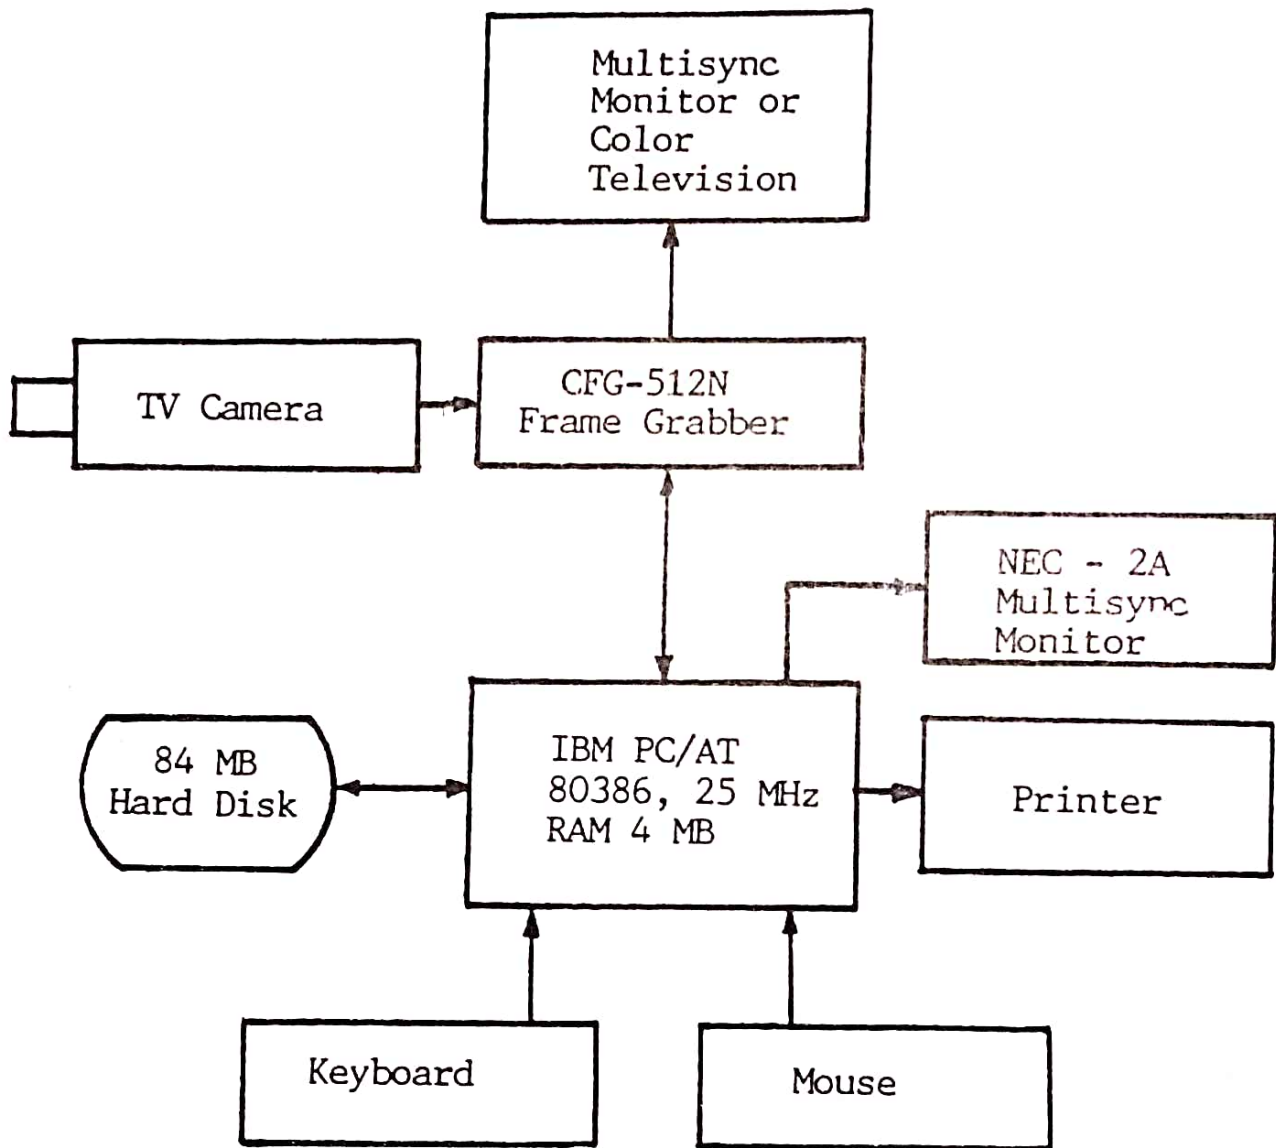 Multisync
Monitor or
Color
Television
TV Camera
CFG-512N
Frame Grabber
NEC - 2A
Multisync
Monitor
84 MB
Hard Disk
IBM PC/AT
80386, 25 MHz
RAM 4 MB
Printer
Keyboard
Mouse